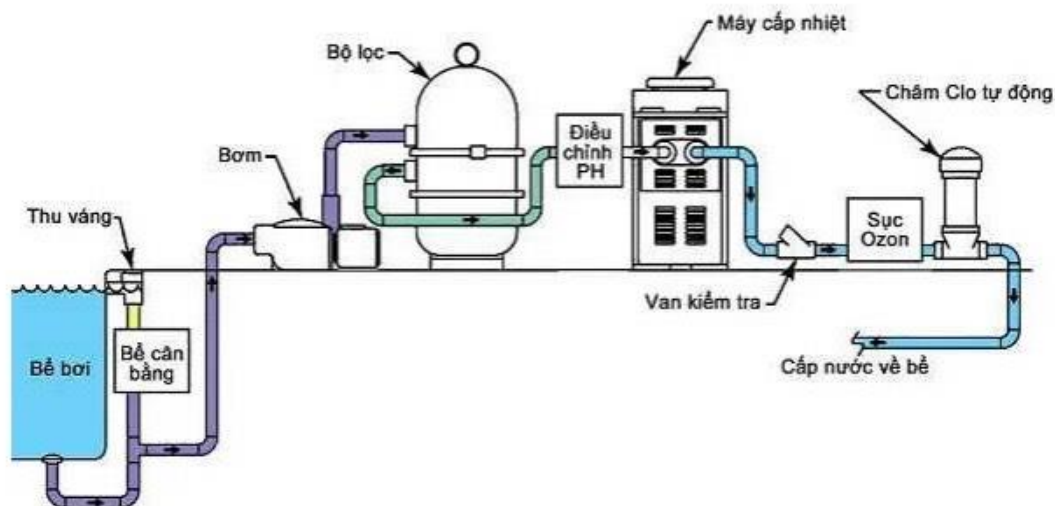 Máy cấp nhiệt
Bộ lọc
Châm Clo tự động
Điều
chỉnh
PH
Bơm
Thu váng
Sục
Ozon
Van kiểm tra
Bể bơi
Bể cân
bằng
Cấp nước về bể